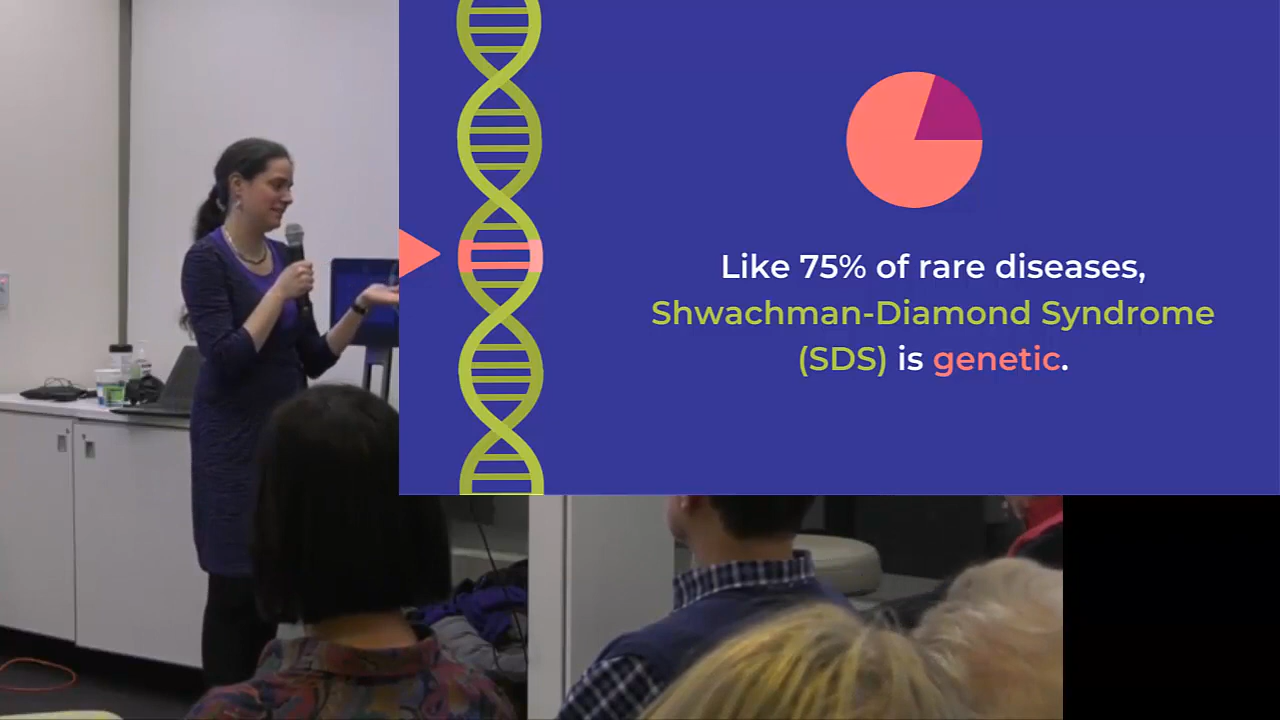 Like 75% of rare diseases,
Shwachman-Diamond Syndrome
(SDS) is genetic.